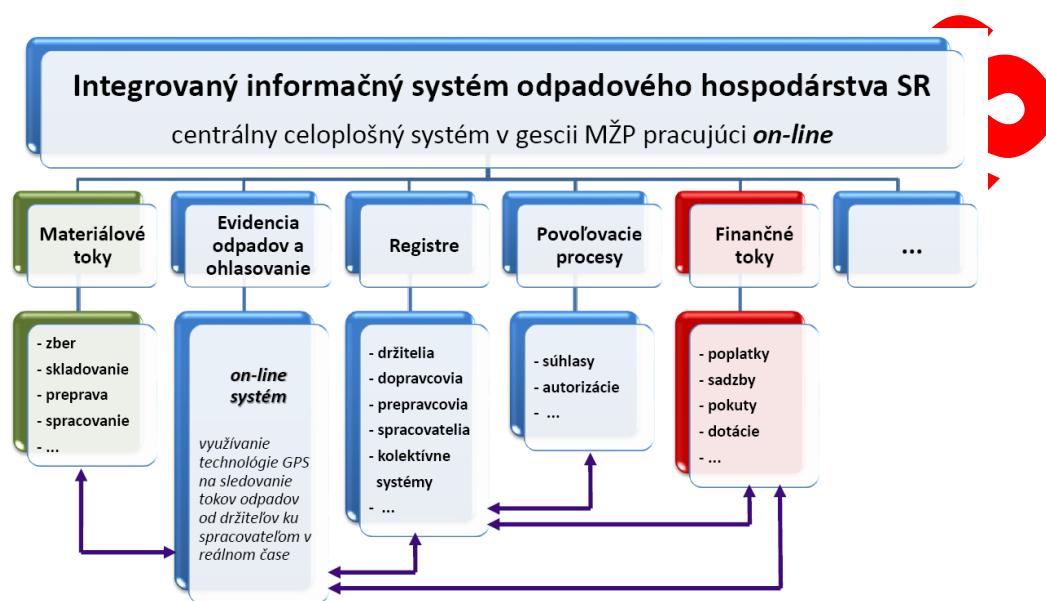 Integrovaný informačný systém odpadového hospodárstva SR
centrálny celoplošný systém v gescii MŽP pracujúci on-line
Materiálové
toky
Evidencia
odpadov a
ohlasovanie
Registre
Povoľovacie
procesy
Finančné
toky
...
- zber
- skladovanie
- preprava
- spracovanie
- ...
on-line
systém
využívanie
technológie GPS
na sledovanie
tokov odpadov
od držiteľov ku
spracovateľom v
reálnom čase
- držitelia
- dopravcovia
- prepravcovia
- spracovatelia
- kolektívne
systémy
- ...
- súhlasy
- autorizácie
- ...
- poplatky
- sadzby
- pokuty
- dotácie
- ...